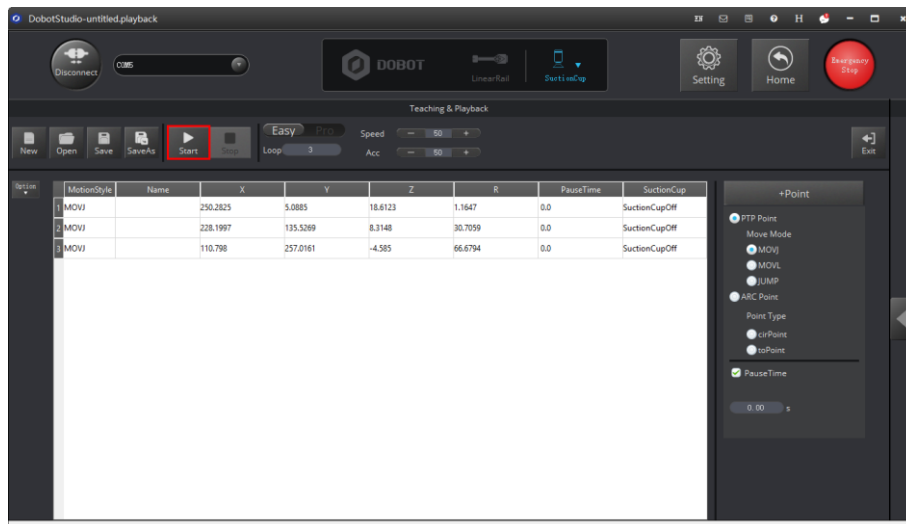 DobotStudio-untitled.playback
H
Disconnect
COM5
DOBOT
LinearRail
SuctionCup
Setting
Home
Emergency
Stop
Teaching & Playback
New
Open
Save
SaveAs
Start
Stop
Easy
Pro
Loop
3
Speed
50
Acc
50
Exit
Option
MotionStyle Name X Y Z R PauseTime SuctionCup
1 MOVJ 250.2825 5.0885 18.6123 1.1647 0.0 SuctionCupOff
2 MOVJ 228.1997 135.5269 8.3148 30.7059 0.0 SuctionCupOff
3 MOVJ 110.798 257.0161 -4.585 66.6794 0.0 SuctionCupOff
+Point
PTP Point
Move Mode
MOVJ
MOVL
JUMP
ARC Point
Point Type
cirPoint
toPoint
PauseTime
0.00 s